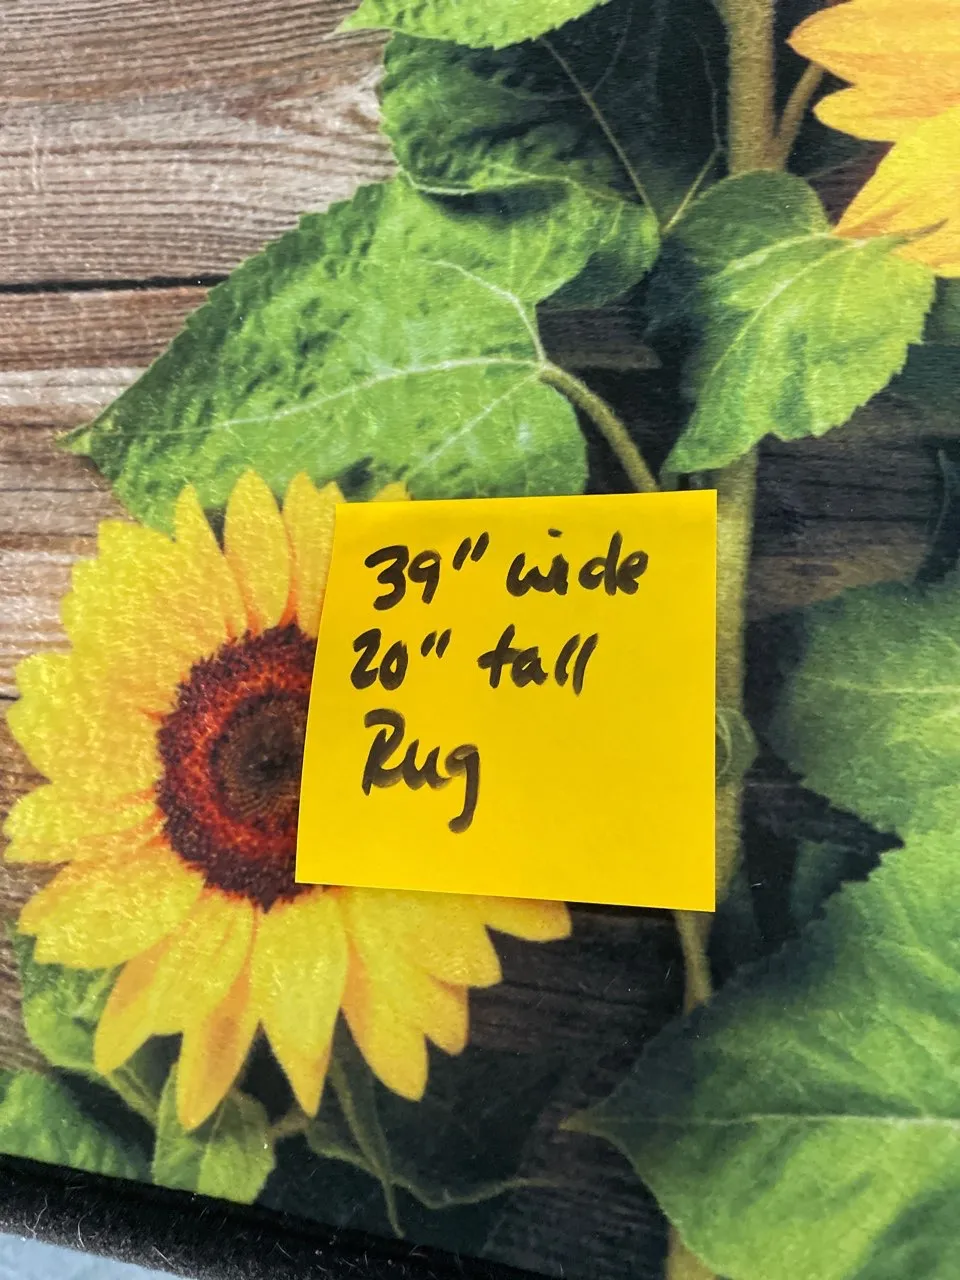 39" wide
20" tall
Rug